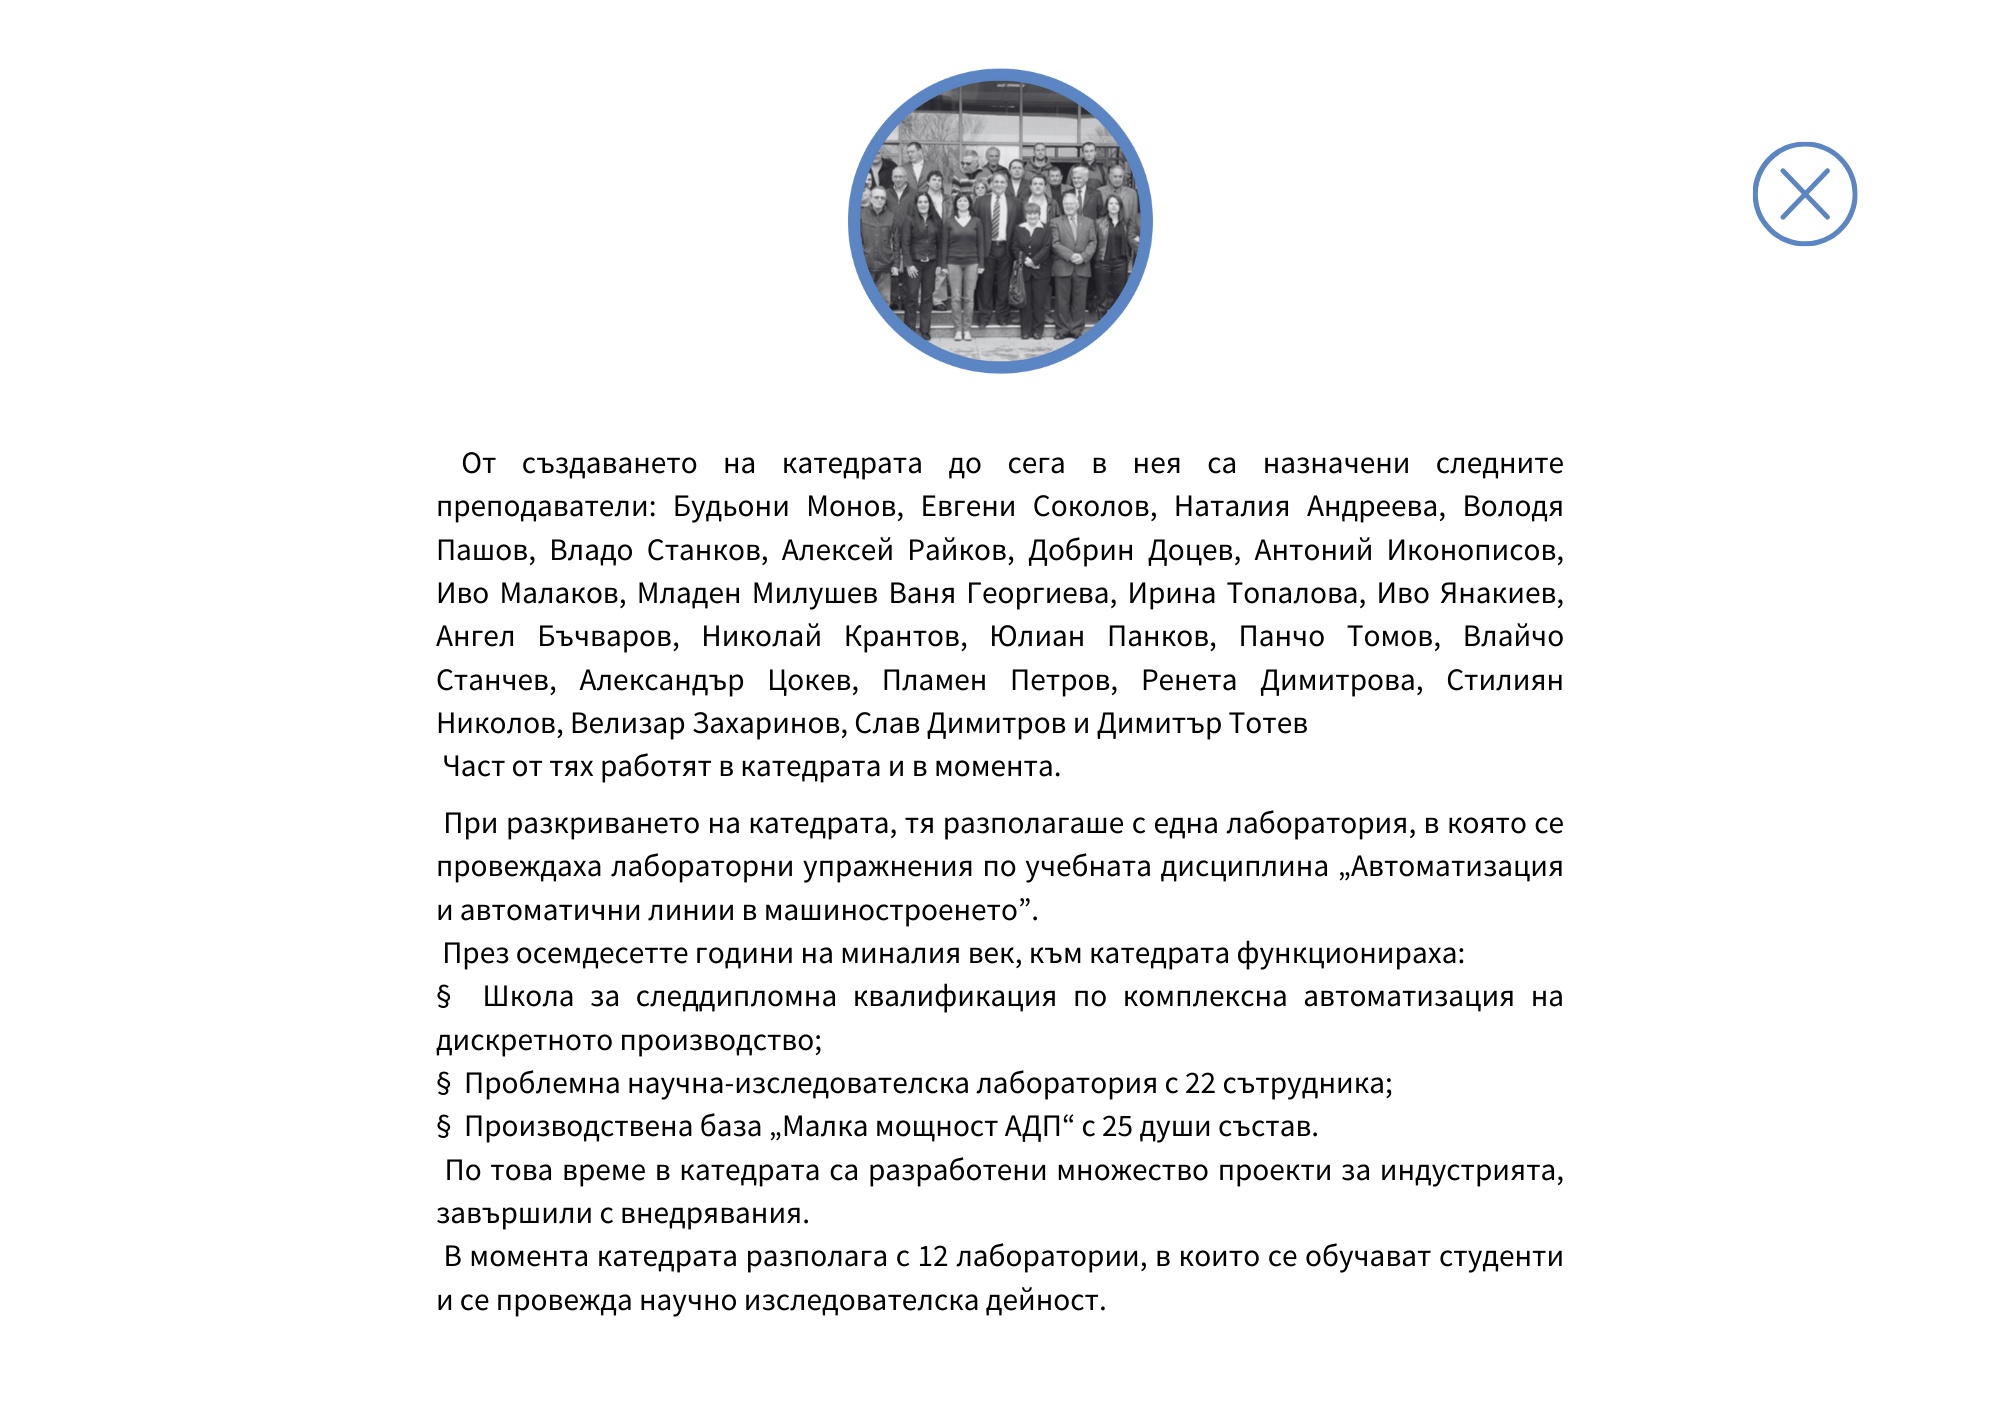 От създаването на катедрата до сега в нея са назначени следните
преподаватели: Будьони Монов, Евгени Соколов, Наталия Андреева, Володя
Пашов, Владо Станков, Алексей Райков, Добрин Доцев, Антоний Иконописов,
Иво Малаков, Младен Милушев Ваня Георгиева, Ирина Топалова, Иво Янакиев,
Ангел Бъчваров, Николай Крантов, Юлиан Панков, Панчо Томов, Влайчо
Станчев, Александър Цокев, Пламен Петров, Ренета Димитрова, Стилиян
Николов, Велизар Захаринов, Слав Димитров и Димитър Тотев
Част от тях работят в катедрата и в момента.
При разкриването на катедрата, тя разполагаше с една лаборатория, в която се
провеждаха лабораторни упражнения по учебната дисциплина „Автоматизация
и автоматични линии в машиностроенето”.
През осемдесетте години на миналия век, към катедрата функционираха:
§ Школа за следдипломна квалификация по комплексна автоматизация на
дискретното производство;
§ Проблемна научна-изследователска лаборатория с 22 сътрудника;
§ Производствена база „Малка мощност АДП“ с 25 души състав.
По това време в катедрата са разработени множество проекти за индустрията,
завършили с внедрявания.
В момента катедрата разполага с 12 лаборатории, в които се обучават студенти
и се провежда научно изследователска дейност.